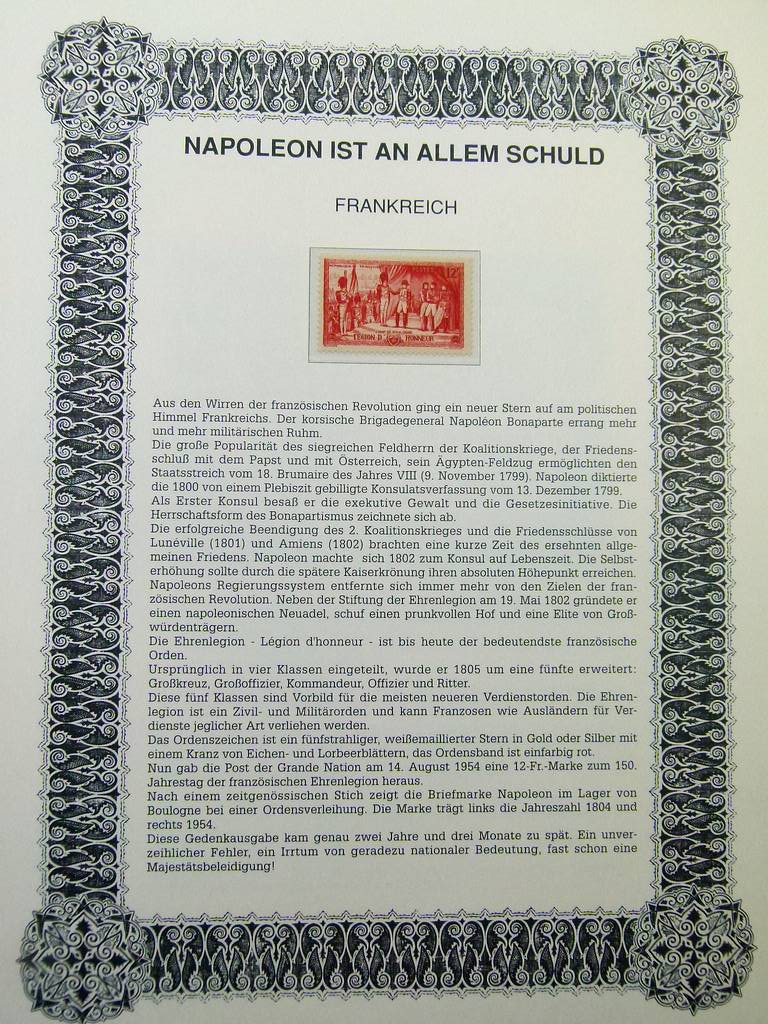 NAPOLEON IST AN ALLEM SCHULD
FRANKREICH
12F
LEGION D' HONNEUR
Aus den Wirren der französischen Revolution ging ein neuer Stern auf am politischen
Himmel Frankreichs. Der korsische Brigadegeneral Napoléon Bonaparte errang mehr
und mehr militärischen Ruhm.
Die große Popularität des siegreichen Feldherrn der Koalitionskriege, der Friedens-
schluß mit dem Papst und mit Österreich, sein Ägypten-Feldzug ermöglichten den
Staatsstreich vom 18. Brumaire des Jahres VIII (9. November 1799). Napoleon diktierte
die 1800 von einem Plebiszit gebilligte Konsulatsverfassung vom 13. Dezember 1799.
Als Erster Konsul besaß er die exekutive Gewalt und die Gesetzesinitiative. Die
Herrschaftsform des Bonapartismus zeichnete sich ab.
Die erfolgreiche Beendigung des 2. Koalitionskrieges und die Friedensschlüsse von
Lunéville (1801) und Amiens (1802) brachten eine kurze Zeit des ersehnten allge-
meinen Friedens. Napoleon machte sich 1802 zum Konsul auf Lebenszeit. Die Selbst-
erhöhung sollte durch die spätere Kaiserkrönung ihren absoluten Höhepunkt erreichen.
Napoleons Regierungssystem entfernte sich immer mehr von den Zielen der fran-
zösischen Revolution. Neben der Stiftung der Ehrenlegion am 19. Mai 1802 gründete er
einen napoleonischen Neuadel, schuf einen prunkvollen Hof und eine Elite von Groß-
würdenträgern.
Die Ehrenlegion - Légion d'honneur - ist bis heute der bedeutendste französische
Orden.
Ursprünglich in vier Klassen eingeteilt, wurde er 1805 um eine fünfte erweitert:
Großkreuz, Großoffizier, Kommandeur, Offizier und Ritter.
Diese fünf Klassen sind Vorbild für die meisten neueren Verdienstorden. Die Ehren-
legion ist ein Zivil- und Militärorden und kann Franzosen wie Ausländern für Ver-
dienste jeglicher Art verliehen werden.
Das Ordenszeichen ist ein fünfstrahliger, weißemaillierter Stern in Gold oder Silber mit
einem Kranz von Eichen- und Lorbeerblättern, das Ordensband ist einfarbig rot.
Nun gab die Post der Grande Nation am 14. August 1954 eine 12-Fr.-Marke zum 150.
Jahrestag der französischen Ehrenlegion heraus.
Nach einem zeitgenössischen Stich zeigt die Briefmarke Napoleon im Lager von
Boulogne bei einer Ordensverleihung. Die Marke trägt links die Jahreszahl 1804 und
rechts 1954.
Diese Gedenkausgabe kam genau zwei Jahre und drei Monate zu spät. Ein unver-
zeihlicher Fehler, ein Irrtum von geradezu nationaler Bedeutung, fast schon eine
Majestätsbeleidigung!